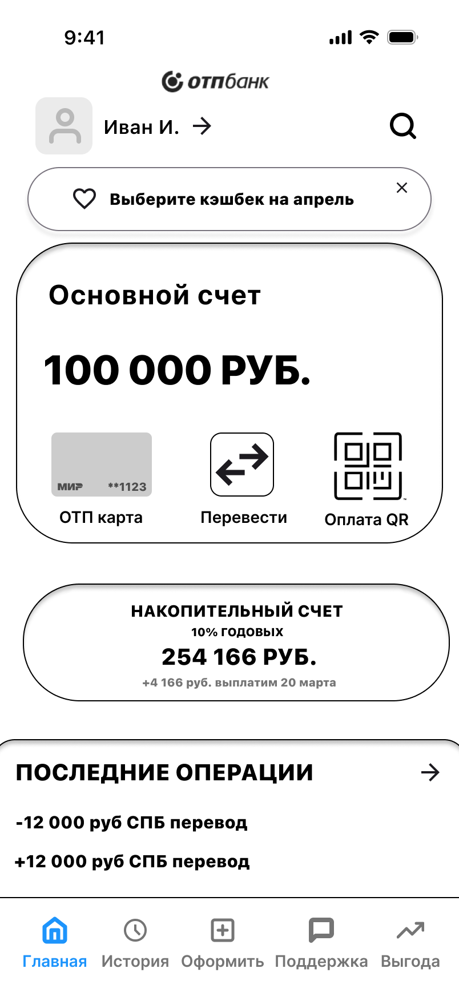 9:41
отпбанк
Иван И.
Выберите кэшбек на апрель
Основной счет
100 000 РУБ.
МИР **1123
™
ОТП карта
Перевести
Оплата QR
НАКОПИТЕЛЬНЫЙ СЧЕТ
10% ГОДОВЫХ
254 166 РУБ.
+4 166 руб. выплатим 20 марта
ПОСЛЕДНИЕ ОПЕРАЦИИ
-12 000 руб СПБ перевод
+12 000 руб СПБ перевод
Главная
История
Оформить
Поддержка
Выгода